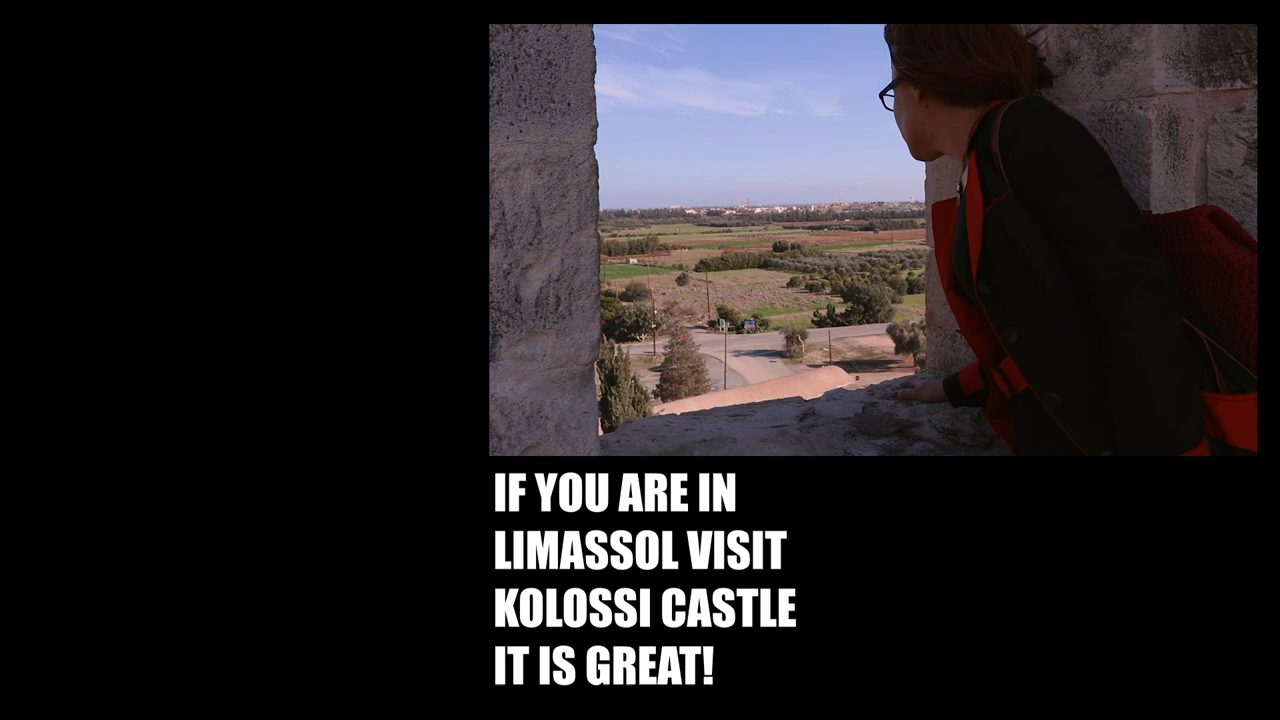 IF YOU ARE IN
LIMASSOL VISIT
KOLOSSI CASTLE
IT IS GREAT!